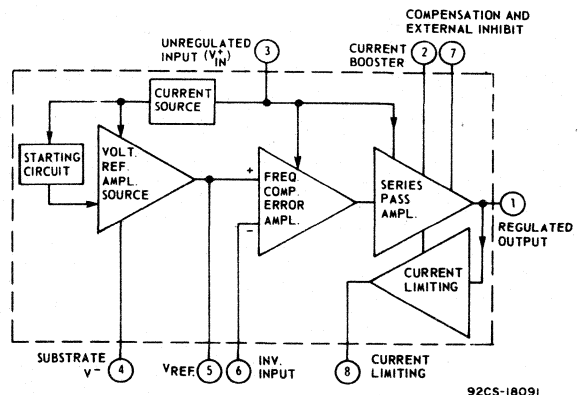 COMPENSATION AND
EXTERNAL INHIBIT
UNREGULATED
INPUT (V+IN)
3
CURRENT
BOOSTER
2
7
CURRENT
SOURCE
STARTING
CIRCUIT
VOLT.
REF.
AMPL.
SOURCE
+
FREQ.
COMP.
ERROR
AMPL.
−
SERIES
PASS
AMPL.
1
REGULATED
OUTPUT
CURRENT
LIMITING
SUBSTRATE
V−
4
VREF.
5
6
INV.
INPUT
8
CURRENT
LIMITING
92CS-18091